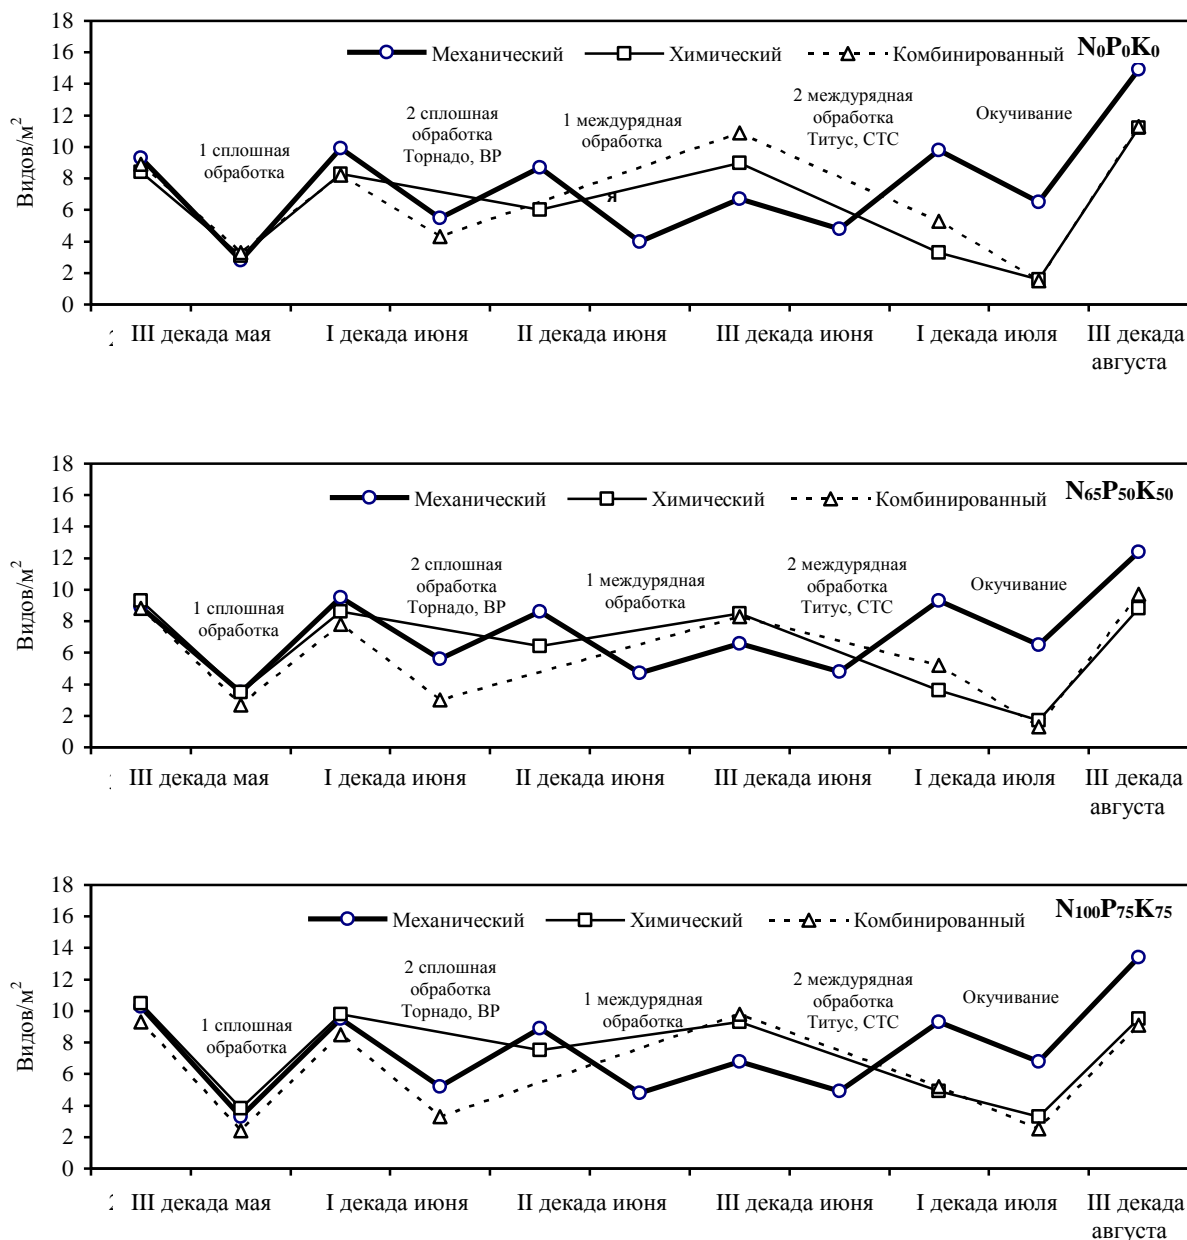 18
16
14
12
10
8
6
4
2
0
Видов/м²
Механический
Химический
Комбинированный
N₀P₀K₀
1 сплошная
обработка
2 сплошная
обработка
Торнадо, ВР
1 междурядная
обработка
я
2 междурядная
обработка
Титус, СТС
Окучивание
III декада мая
I декада июня
II декада июня
III декада июня
I декада июля
III декада
августа
18
16
14
12
10
8
6
4
2
0
Видов/м²
Механический
Химический
Комбинированный
N₆₅P₅₀K₅₀
1 сплошная
обработка
2 сплошная
обработка
Торнадо, ВР
1 междурядная
обработка
2 междурядная
обработка
Титус, СТС
Окучивание
III декада мая
I декада июня
II декада июня
III декада июня
I декада июля
III декада
августа
18
16
14
12
10
8
6
4
2
0
Видов/м²
Механический
Химический
Комбинированный
N₁₀₀P₇₅K₇₅
1 сплошная
обработка
2 сплошная
обработка
Торнадо, ВР
1 междурядная
обработка
2 междурядная
обработка
Титус, СТС
Окучивание
III декада мая
I декада июня
II декада июня
III декада июня
I декада июля
III декада
августа